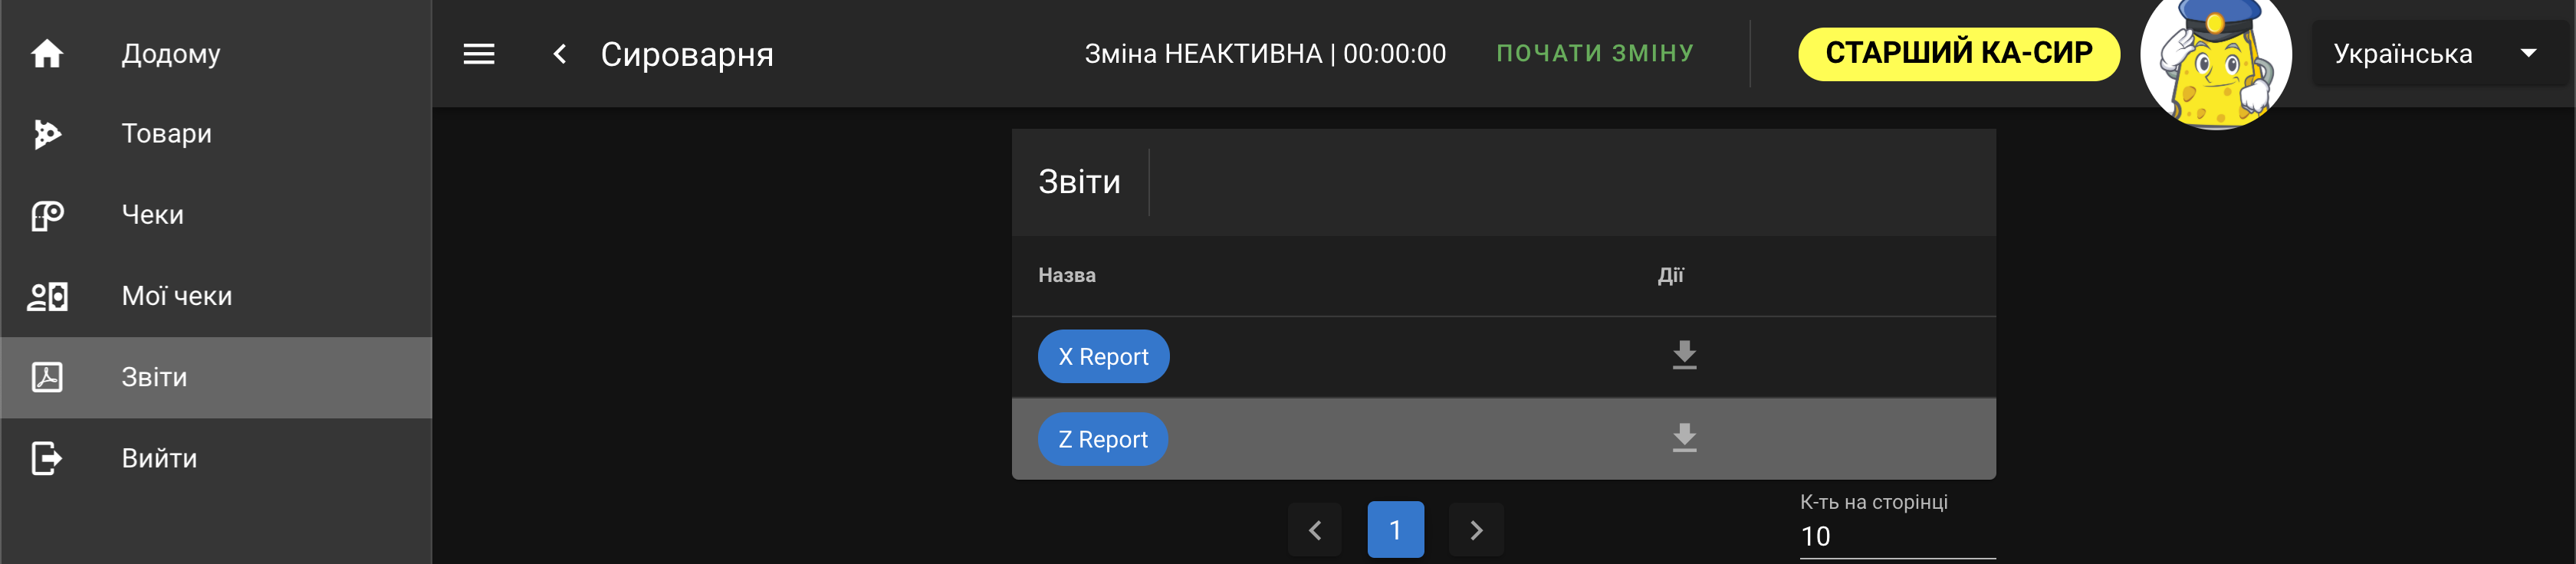 Додому
Товари
Чеки
Мої чеки
Звіти
Вийти
Сироварня
Зміна НЕАКТИВНА | 00:00:00
ПОЧАТИ ЗМІНУ
СТАРШИЙ КА-СИР
Українська
Звіти
Назва
Дії
X Report
Z Report
1
К-ть на сторінці
10